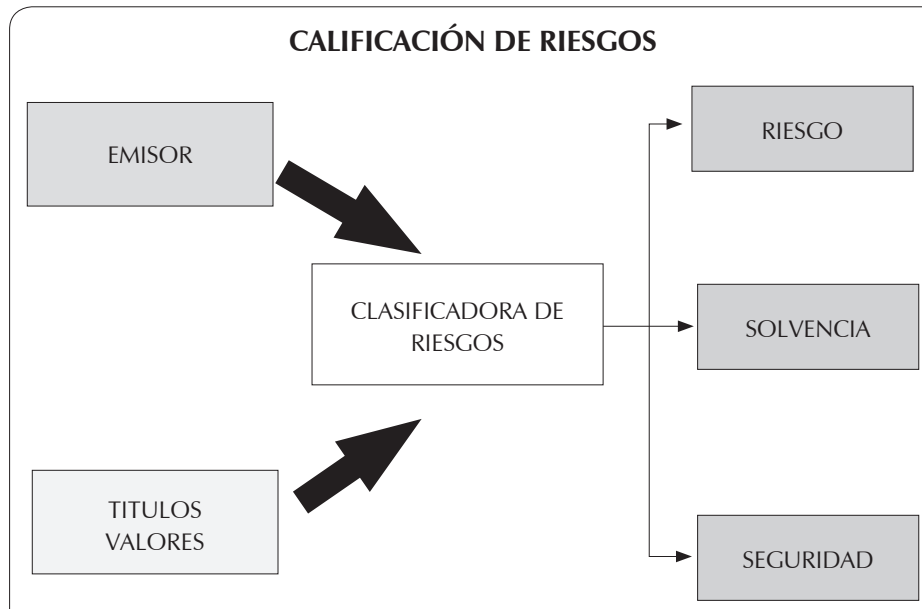 CALIFICACIÓN DE RIESGOS
EMISOR
RIESGO
CLASIFICADORA DE
RIESGOS
SOLVENCIA
TITULOS
VALORES
SEGURIDAD